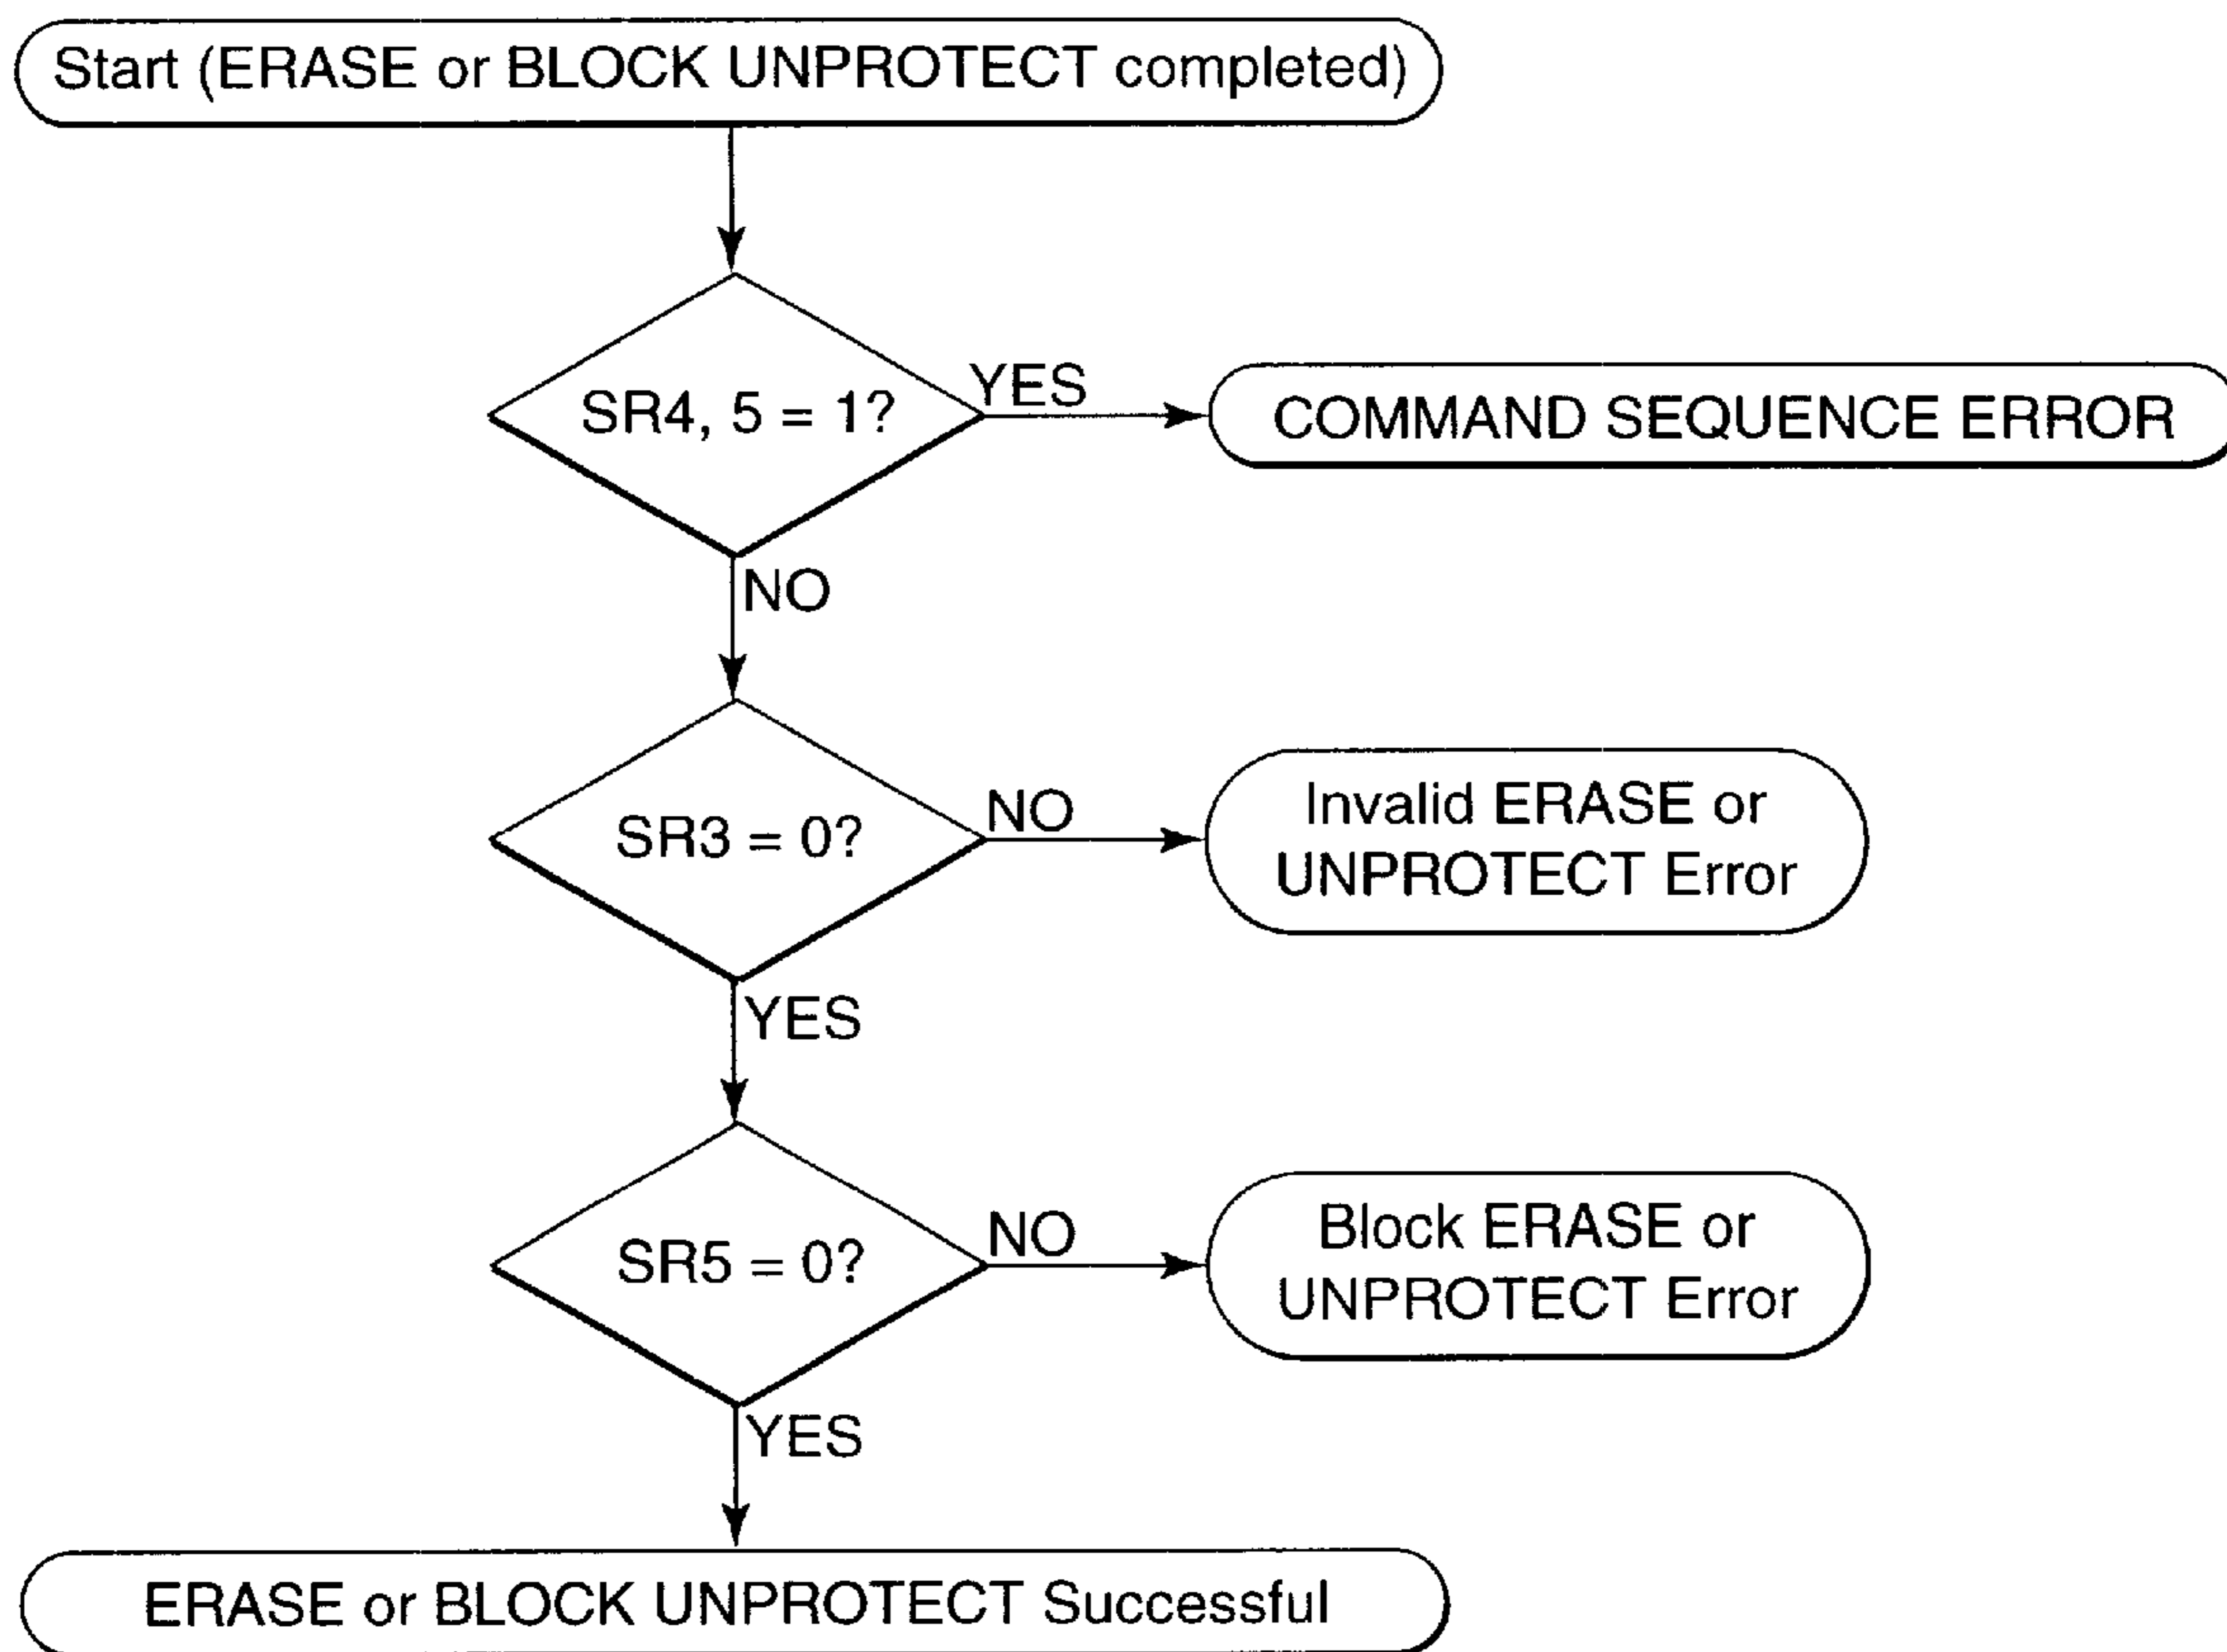 Start (ERASE or BLOCK UNPROTECT completed)
SR4, 5 = 1?
YES
COMMAND SEQUENCE ERROR
NO
SR3 = 0?
NO
Invalid ERASE or
UNPROTECT Error
YES
SR5 = 0?
NO
Block ERASE or
UNPROTECT Error
YES
ERASE or BLOCK UNPROTECT Successful